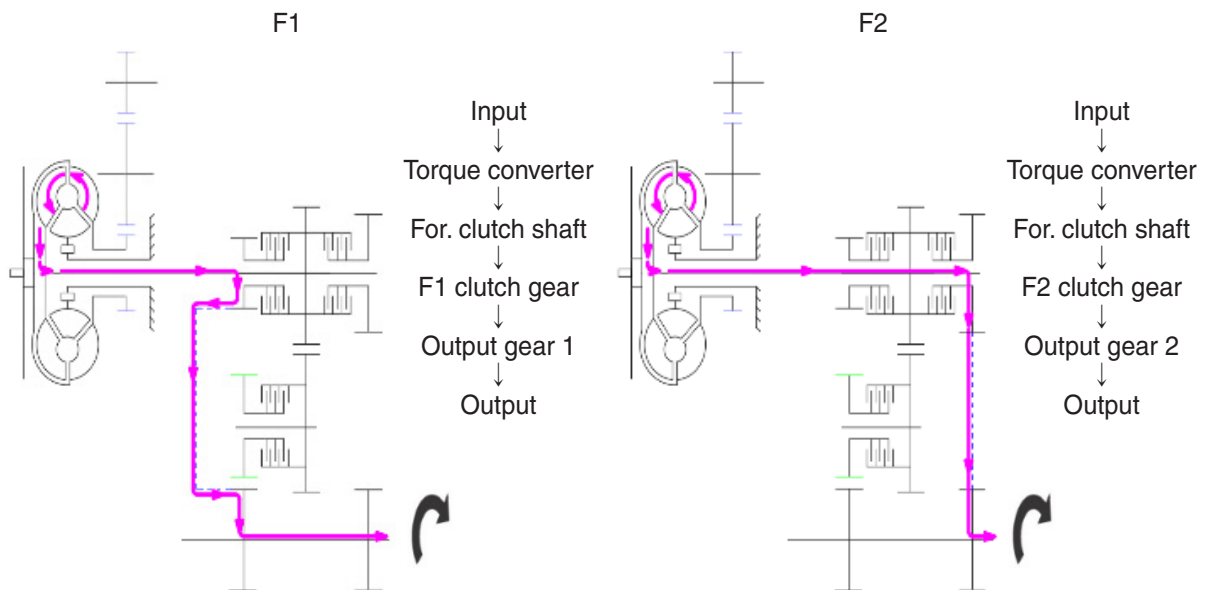 F1
Input
↓
Torque converter
↓
For. clutch shaft
↓
F1 clutch gear
↓
Output gear 1
↓
Output
F2
Input
↓
Torque converter
↓
For. clutch shaft
↓
F2 clutch gear
↓
Output gear 2
↓
Output